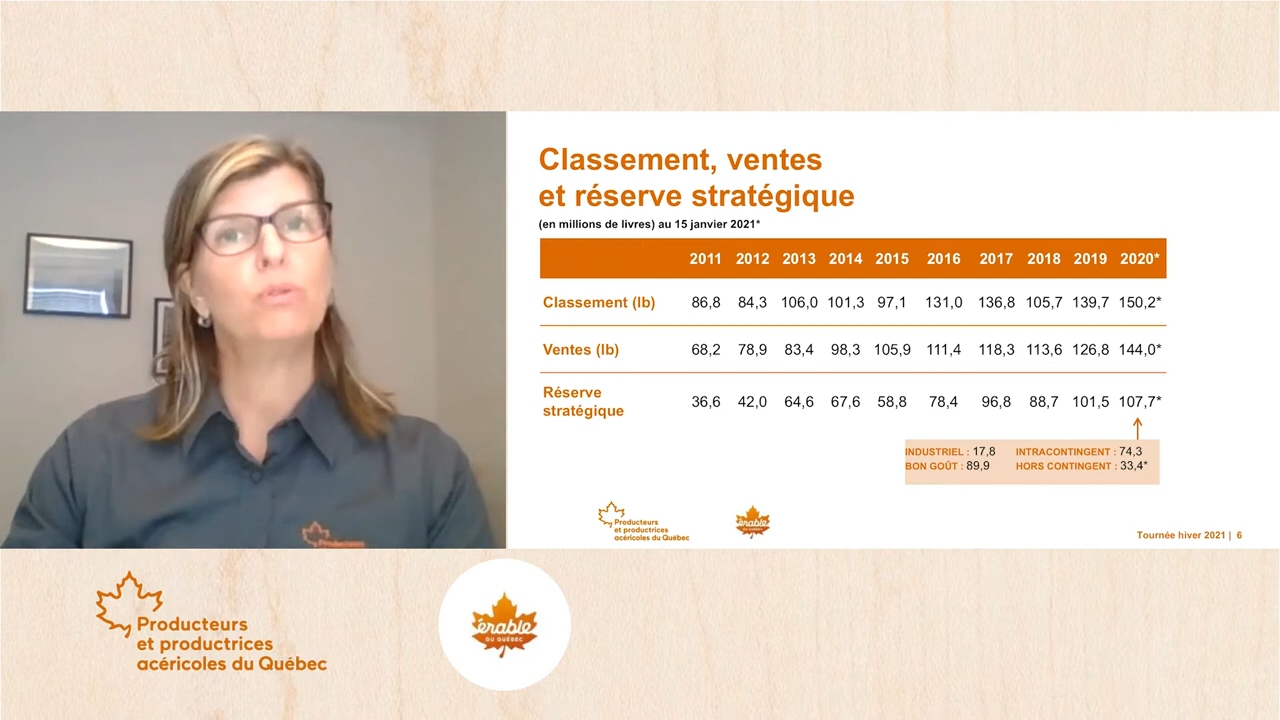 Classement, ventes
et réserve stratégique
(en millions de livres) au 15 janvier 2021*
2011 2012 2013 2014 2015 2016 2017 2018 2019 2020*
Classement (lb) 86,8 84,3 106,0 101,3 97,1 131,0 136,8 105,7 139,7 150,2*
Ventes (lb) 68,2 78,9 83,4 98,3 105,9 111,4 118,3 113,6 126,8 144,0*
Réserve
stratégique 36,6 42,0 64,6 67,6 58,8 78,4 96,8 88,7 101,5 107,7*
INDUSTRIEL : 17,8 INTRACONTINGENT : 74,3
BON GOÛT : 89,9 HORS CONTINGENT : 33,4*
Producteurs
et productrices
acéricoles du Québec
érable
DU QUÉBEC
Tournée hiver 2021 | 6
Producteurs
Producteurs
et productrices
acéricoles du Québec
érable
DU QUÉBEC